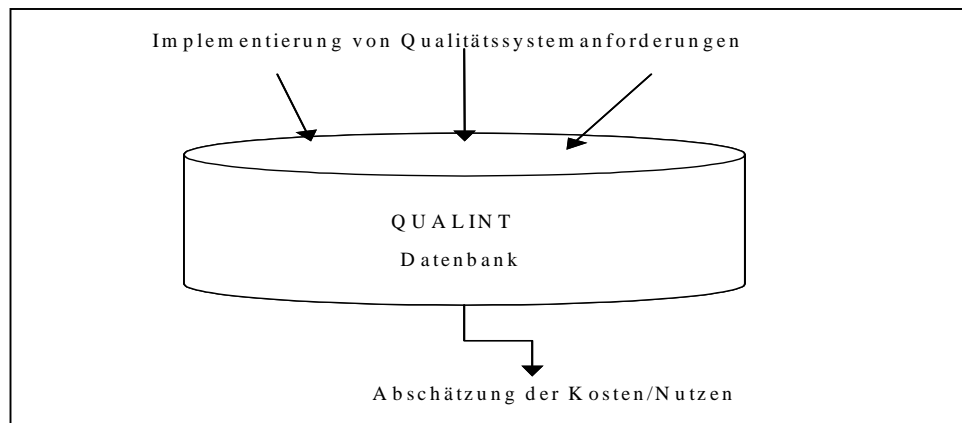 Implementierung von Qualitätssystemanforderungen
QUALINT
Datenbank
Abschätzung der Kosten/Nutzen